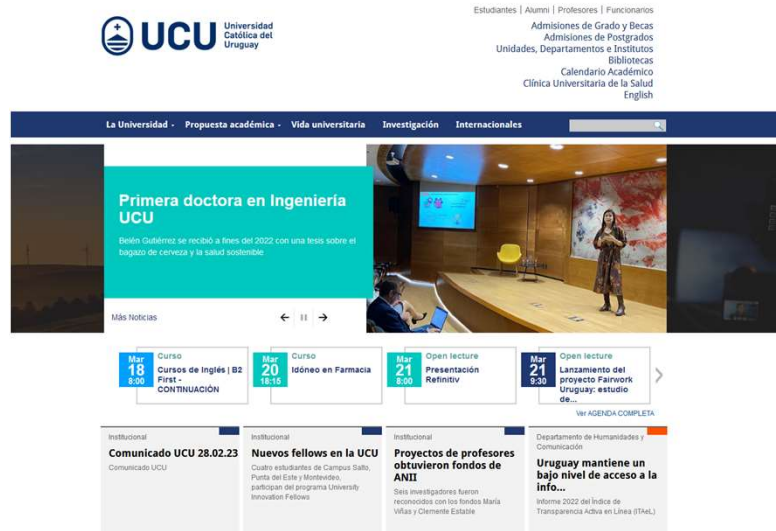 Estudiantes | Alumni | Profesores | Funcionarios
UCU
Universidad
Católica del
Uruguay
Admisiones de Grado y Becas
Admisiones de Postgrados
Unidades, Departamentos e Institutos
Bibliotecas
Calendario Académico
Clínica Universitaria de la Salud
English
La Universidad - Propuesta académica - Vida universitaria Investigación Internacionales
Primera doctora en Ingeniería
UCU
Belén Gutiérrez se recibió a fines del 2022 con una tesis sobre el
bagazo de cerveza y la salud sostenible
Más Noticias
Mar
18
8:00
Curso
Cursos de Inglés | B2
First -
CONTINUACIÓN
Mar
20
18:15
Curso
Idóneo en Farmacia
Mar
21
8:00
Open lecture
Presentación
Refinitiv
Mar
21
9:30
Open lecture
Lanzamiento del
proyecto Fairwork
Uruguay: estudio
de...
Ver AGENDA COMPLETA
Institucional
Comunicado UCU 28.02.23
Comunicado UCU
Institucional
Nuevos fellows en la UCU
Cuatro estudiantes de Campus Salto,
Punta del Este y Montevideo,
participan del programa University
Innovation Fellows
Institucional
Proyectos de profesores
obtuvieron fondos de
ANII
Seis investigadores fueron
reconocidos con los fondos María
Viñas y Clemente Estable
Departamento de Humanidades y
Comunicación
Uruguay mantiene un
bajo nivel de acceso a la
info...
Informe 2022 del Índice de
Transparencia Activa en Línea (ITAeL)